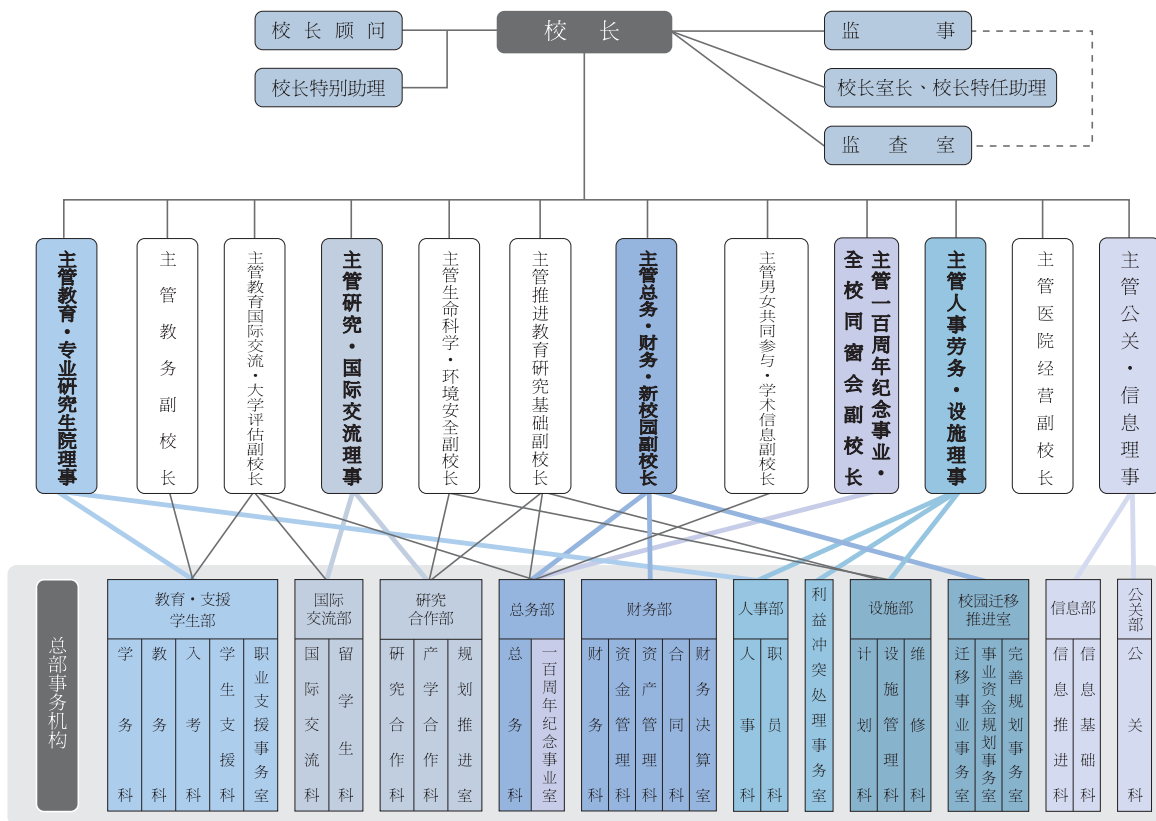 校长
校长顾问
校长特别助理
监事
校长室长、校长特任助理
监查室
主管教育・专业研究生院理事
主管教务副校长
主管教育国际交流・大学评估副校长
主管研究・国际交流理事
主管生命科学・环境安全副校长
主管推进教育研究基础副校长
主管总务・财务・新校园副校长
主管男女共同参与・学术信息副校长
主管一百周年纪念事业・
全校同窗会副校长
主管人事劳务・设施理事
主管医院经营副校长
主管公关・信息理事
总部事务机构
教育・支援
学生部
学务科
教务科
入考科
学生支援科
职业支援事务室
国际
交流部
国际交流科
留学生科
研究
合作部
研究合作科
产学合作科
规划推进室
总务部
总务科
一百周年纪念事业室
财务部
财务科
资金管理科
资产管理科
合同科
财务决算室
人事部
人事科
职员科
利益冲突处理事务室
设施部
计划科
设施管理科
维修科
校园迁移
推进室
迁移事业事务室
事业资金规划事务室
完善规划事务室
信息部
信息推进科
信息基础科
公关部
公关科